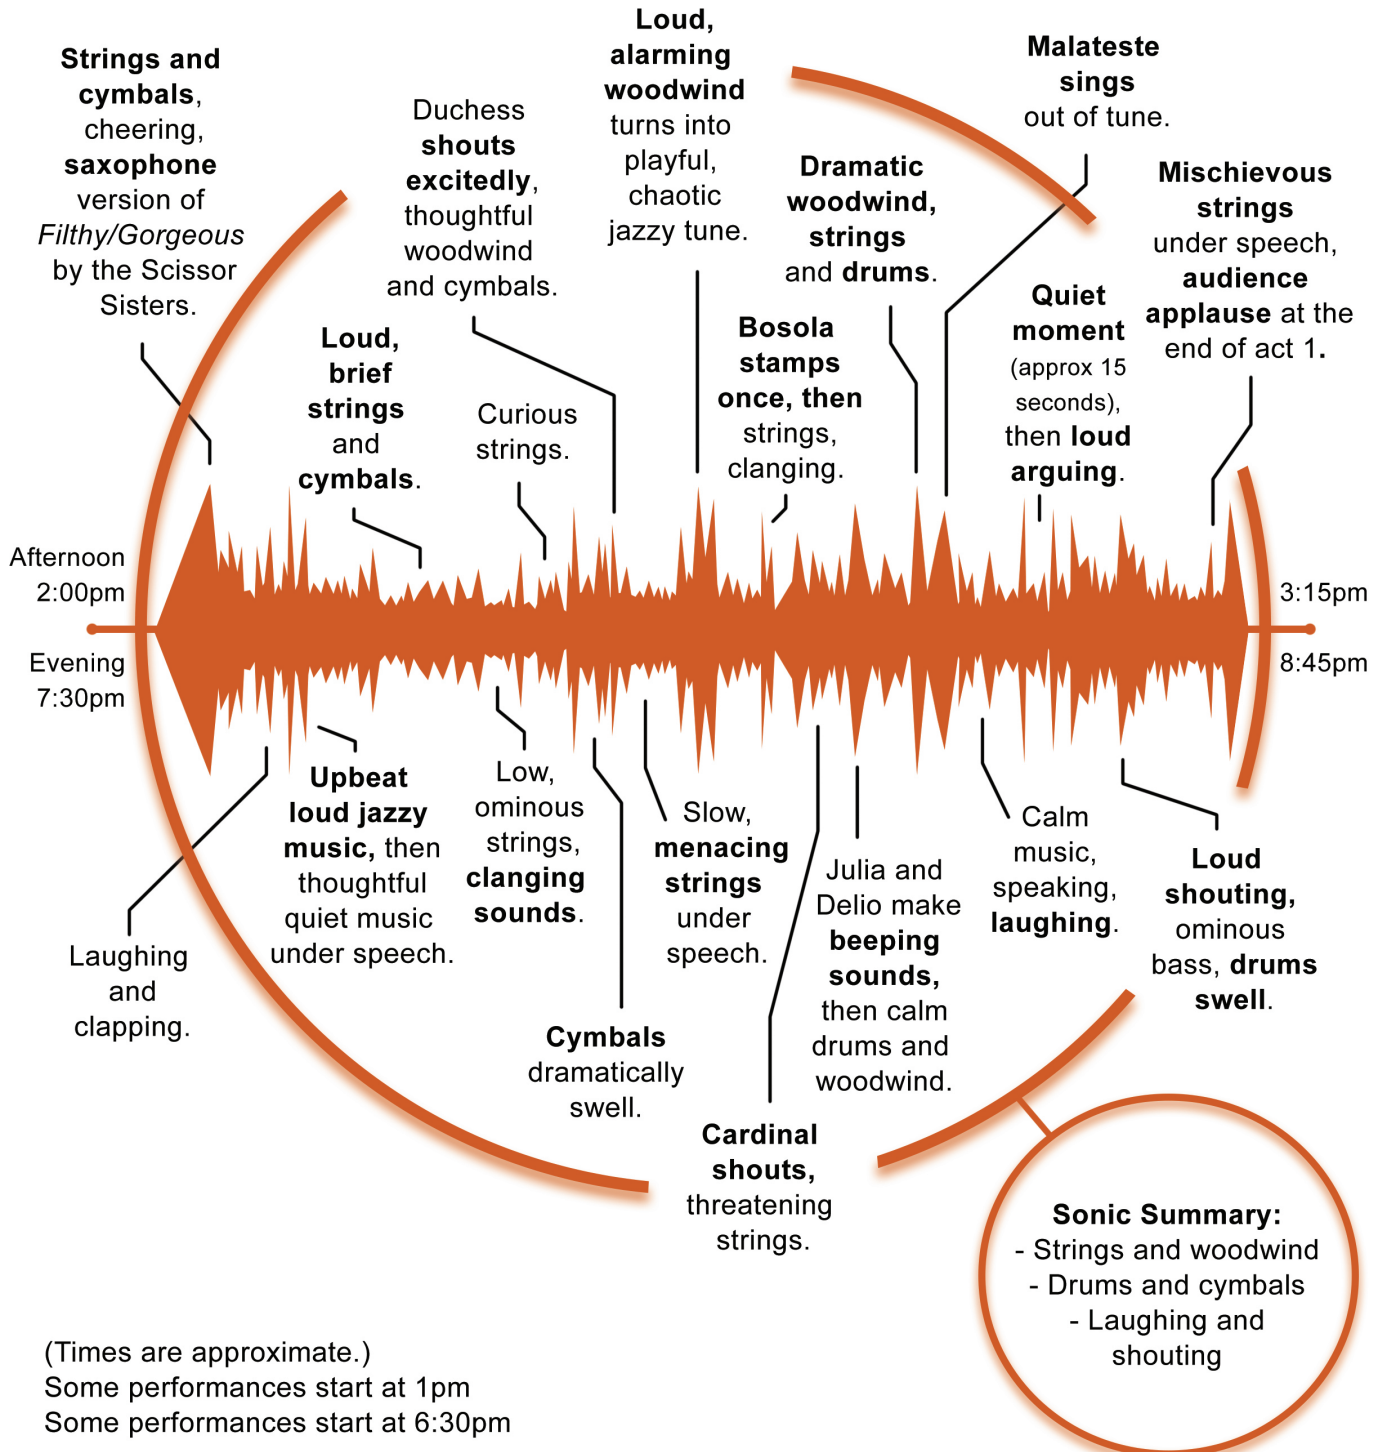 Strings and
cymbals,
cheering,
saxophone
version of
Filthy/Gorgeous
by the Scissor
Sisters.
Loud,
brief
strings
and
cymbals.
Duchess
shouts
excitedly,
thoughtful
woodwind
and cymbals.
Curious
strings.
Loud,
alarming
woodwind
turns into
playful,
chaotic
jazzy tune.
Bosola
stamps
once, then
strings,
clanging.
Dramatic
woodwind,
strings
and drums.
Malateste
sings
out of tune.
Quiet
moment
(approx 15
seconds),
then loud
arguing.
Mischievous
strings
under speech,
audience
applause at the
end of act 1.
Afternoon
2:00pm
Evening
7:30pm
3:15pm
8:45pm
Laughing
and
clapping.
Upbeat
loud jazzy
music, then
thoughtful
quiet music
under speech.
Low,
ominous
strings,
clanging
sounds.
Cymbals
dramatically
swell.
Slow,
menacing
strings
under
speech.
Cardinal
shouts,
threatening
strings.
Julia and
Delio make
beeping
sounds,
then calm
drums and
woodwind.
Calm
music,
speaking,
laughing.
Loud
shouting,
ominous
bass, drums
swell.
Sonic Summary:
- Strings and woodwind
- Drums and cymbals
- Laughing and
shouting
(Times are approximate.)
Some performances start at 1pm
Some performances start at 6:30pm